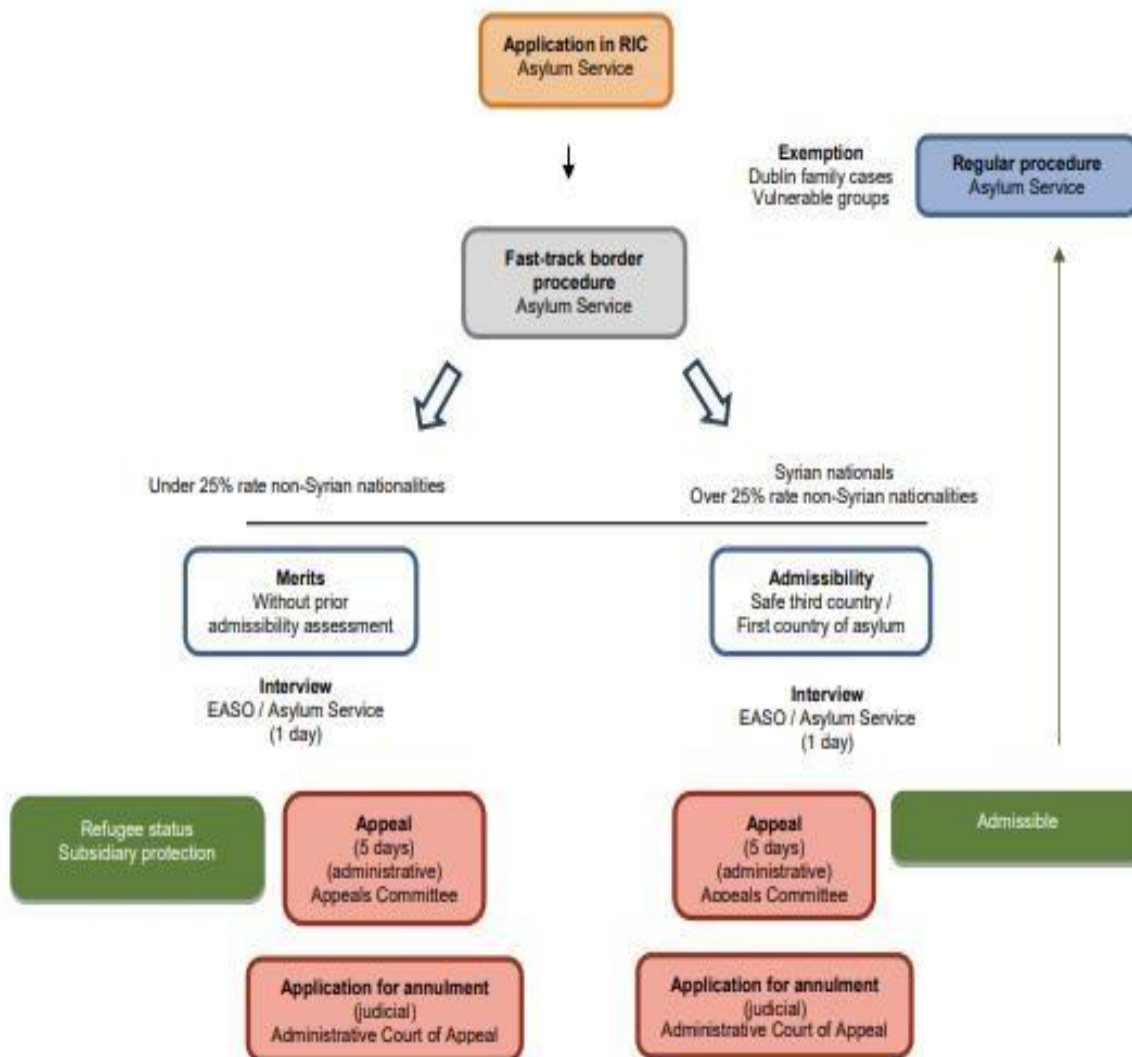 Application in RIC
Asylum Service
Exemption
Dublin family cases
Vulnerable groups
Regular procedure
Asylum Service
Fast-track border
procedure
Asylum Service
Under 25% rate non-Syrian nationalities
Syrian nationals
Over 25% rate non-Syrian nationalities
Merits
Without prior
admissibility assessment
Admissibility
Safe third country /
First country of asylum
Interview
EASO / Asylum Service
(1 day)
Interview
EASO / Asylum Service
(1 day)
Refugee status
Subsidiary protection
Appeal
(5 days)
(administrative)
Appeals Committee
Appeal
(5 days)
(administrative)
Appeals Committee
Admissible
Application for annulment
(judicial)
Administrative Court of Appeal
Application for annulment
(judicial)
Administrative Court of Appeal